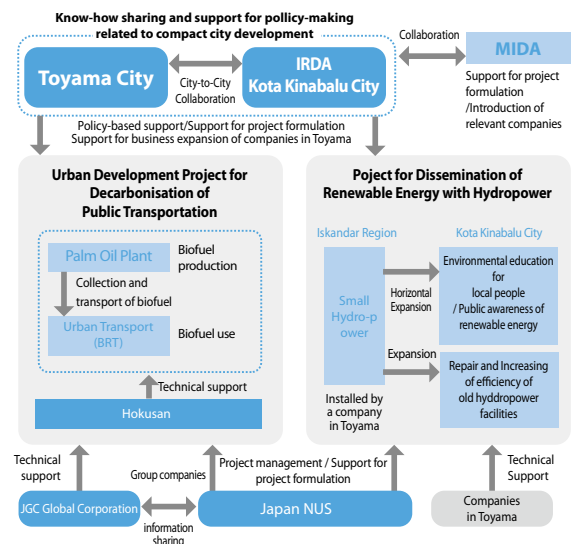 Know-how sharing and support for pollicy-making
related to compact city development
Toyama City
City-to-City
Collaboration
IRDA
Kota Kinabalu City
Collaboration
MIDA
Support for project
formulation
/Introduction of
relevant companies
Policy-based support/Support for project formulation
Support for business expansion of companies in Toyama
Urban Development Project for
Decarbonisation of
Public Transportation
Palm Oil Plant
Biofuel
production
Collection and
transport of biofuel
Urban Transport
(BRT)
Biofuel use
Technical support
Hokusan
Poject for Dissemination of
Renewable Energy with Hydropower
Iskandar Region
Kota Kinabalu City
Small
Hydro-p
ower
Horizontal
Expansion
Environmental education
for
local people
/ Public awareness of
renewable energy
Expansion
Repair and Increasing
of efficiency of
old hyddropower
facilities
Installed by
a company
in Toyama
Technical
support
Group companies
Project management / Support for
project formulation
Technical
Support
JGC Global Corporation
information
sharing
Japan NUS
Companies
in Toyama